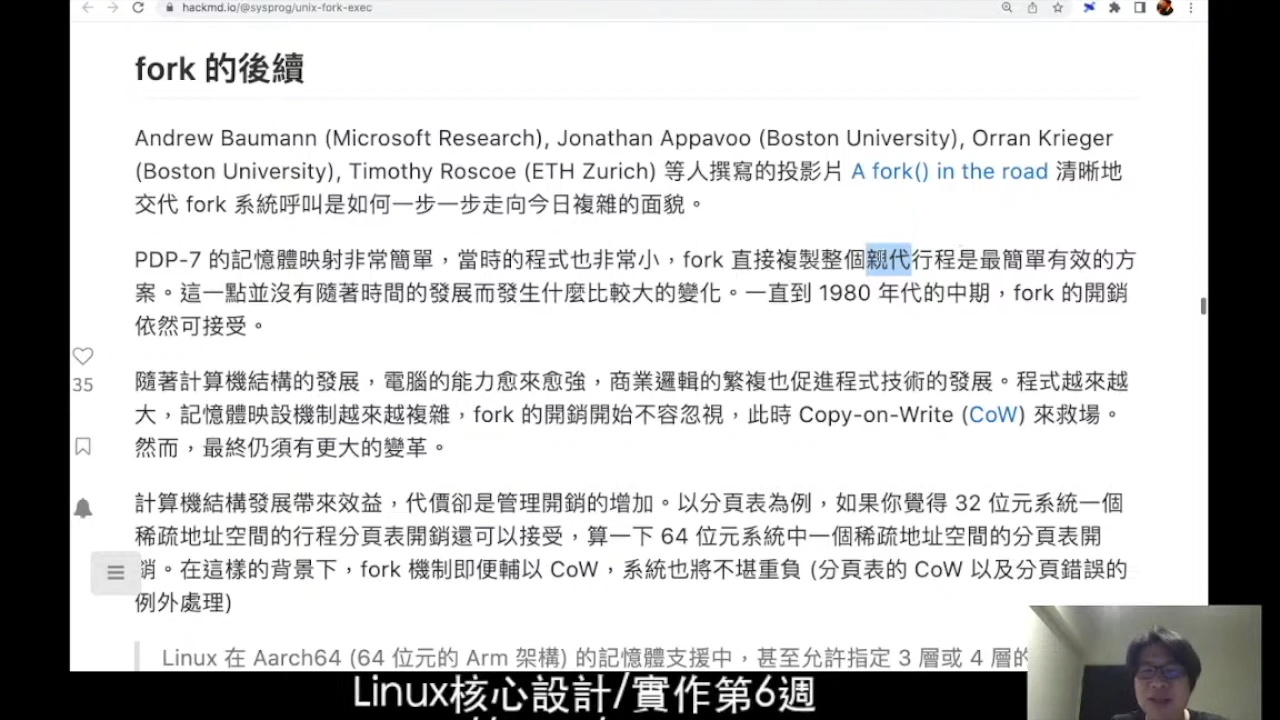 hackmd.io/@sysprog/unix-fork-exec
fork 的後續
Andrew Baumann (Microsoft Research), Jonathan Appavoo (Boston University), Orran Krieger
(Boston University), Timothy Roscoe (ETH Zurich) 等人撰寫的投影片 A fork() in the road 清晰地
交代 fork 系統呼叫是如何一步一步走向今日複雜的面貌。
PDP-7 的記憶體映射非常簡單，當時的程式也非常小，fork 直接複製整個親代行程是最簡單有效的方
案。這一點並沒有隨著時間的發展而發生什麼比較大的變化。一直到 1980 年代的中期，fork 的開銷
依然可接受。
隨著計算機結構的發展，電腦的能力愈來愈強，商業邏輯的繁複也促進程式技術的發展。程式越來越
大，記憶體映設機制越來越複雜，fork 的開銷開始不容忽視，此時 Copy-on-Write (CoW) 來救場。
然而，最終仍須有更大的變革。
35
計算機結構發展帶來效益，代價卻是管理開銷的增加。以分頁表為例，如果你覺得 32 位元系統一個
稀疏地址空間的行程分頁表開銷還可以接受，算一下 64 位元系統中一個稀疏地址空間的分頁表開
銷。在這樣的背景下，fork 機制即便輔以 CoW，系統也將不堪重負 (分頁表的 CoW 以及分頁錯誤的
例外處理)
Linux 在 Aarch64 (64 位元的 Arm 架構) 的記憶體支援中，甚至允許指定 3 層或 4 層的
Linux核心設計/實作第6週